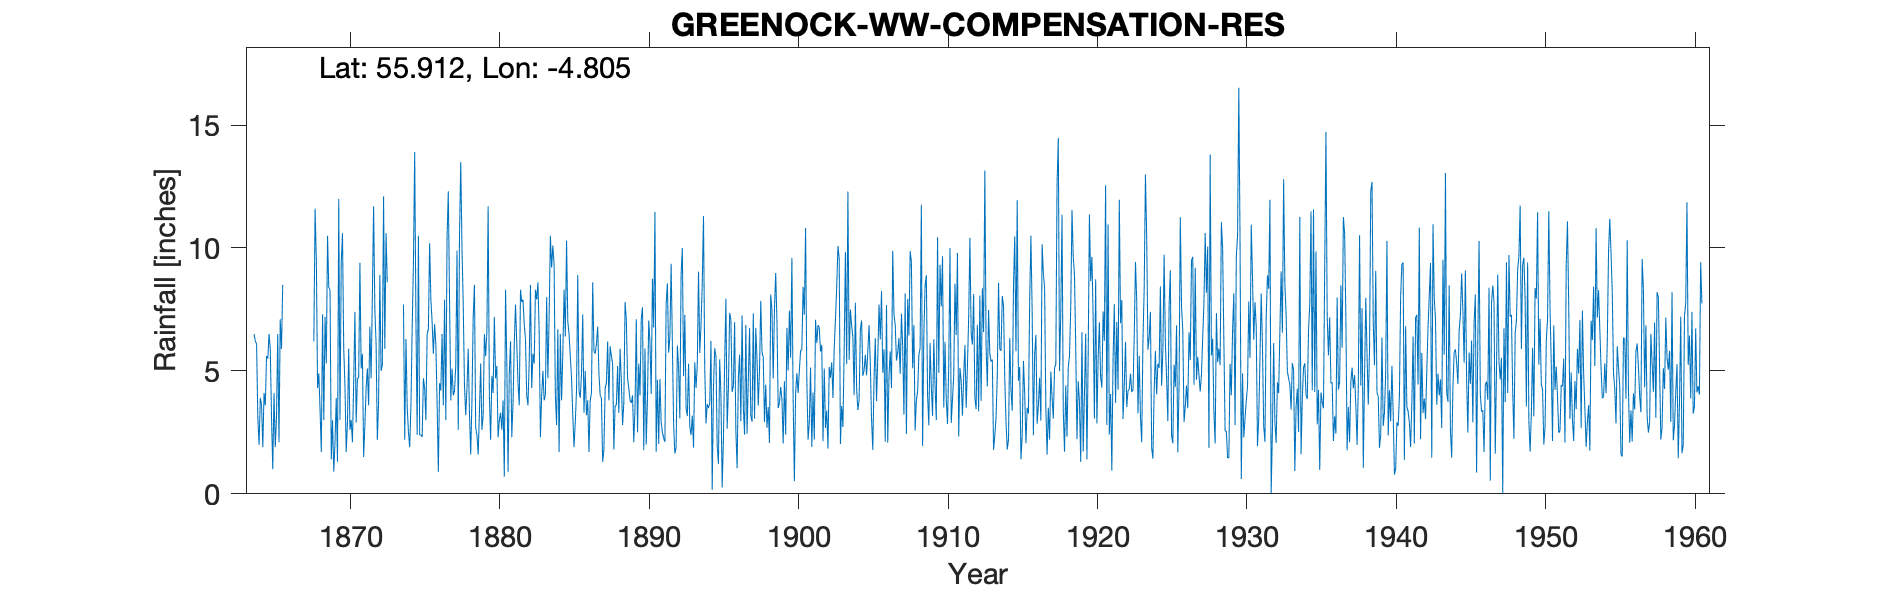 GREENOCK-WW-COMPENSATION-RES
Lat: 55.912, Lon: -4.805
15
10
5
0
Rainfall [inches]
1870 1880 1890 1900 1910 1920 1930 1940 1950 1960
Year